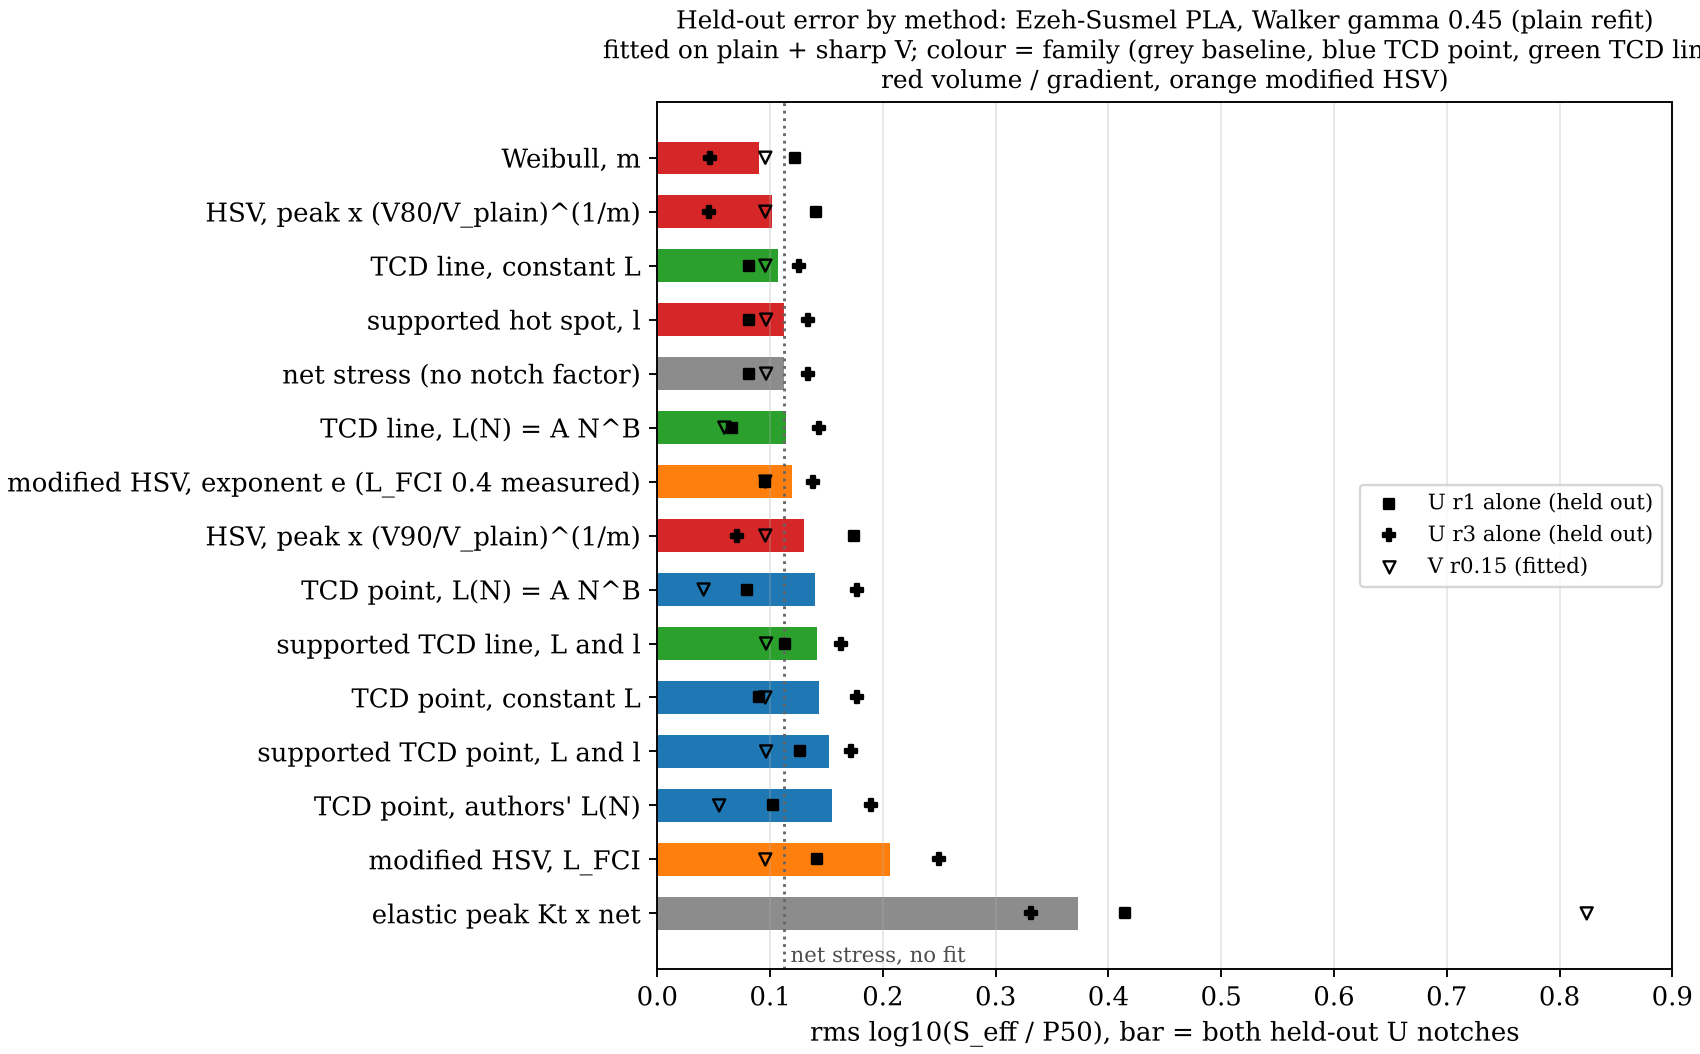 Held-out error by method: Ezeh-Susmel PLA, Walker gamma 0.45 (plain refit)
fitted on plain + sharp V; colour = family (grey baseline, blue TCD point, green TCD lin
red volume / gradient, orange modified HSV)
Weibull, m
HSV, peak x (V80/V_plain)^(1/m)
TCD line, constant L
supported hot spot, l
net stress (no notch factor)
TCD line, L(N) = A N^B
modified HSV, exponent e (L_FCI 0.4 measured)
HSV, peak x (V90/V_plain)^(1/m)
TCD point, L(N) = A N^B
supported TCD line, L and l
TCD point, constant L
supported TCD point, L and l
TCD point, authors' L(N)
modified HSV, L_FCI
elastic peak Kt x net
U r1 alone (held out)
U r3 alone (held out)
V r0.15 (fitted)
net stress, no fit
0.0 0.1 0.2 0.3 0.4 0.5 0.6 0.7 0.8 0.9
rms log10(S_eff / P50), bar = both held-out U notches